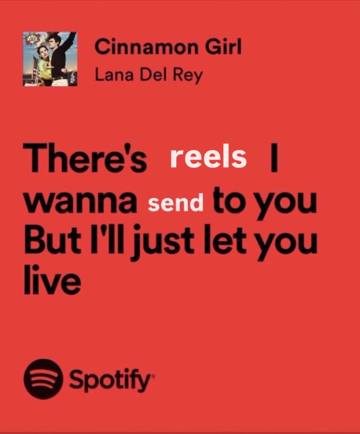 Cinnamon Girl
Lana Del Rey
There's reels I
wanna send to you
But I'll just let you
live
Spotify